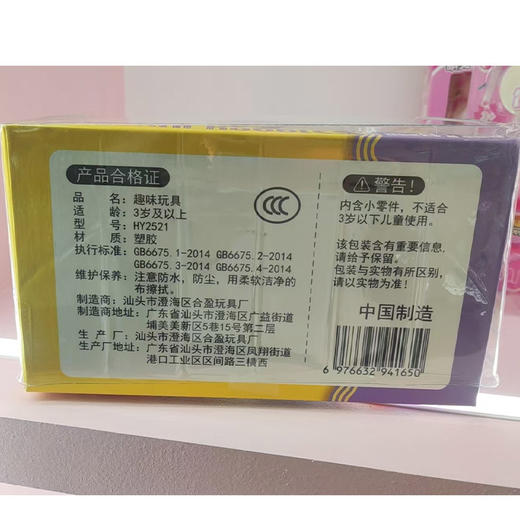 产品合格证
品 名：趣味玩具
适 龄：3岁及以上
型 号：HY2521
材 质：塑胶
执行标准：GB6675.1-2014 GB6675.2-2014
GB6675.3-2014 GB6675.4-2014
维护保养：注意防水，防尘，用柔软洁净的
布擦拭。
制造商：汕头市澄海区合盈玩具厂
制造商地址：广东省汕头市澄海区广益街道
埔美美新区5巷15号第二层
生 产 厂：汕头市澄海区合盈玩具厂
生产厂地址：广东省汕头市澄海区凤翔街道
港口工业区区间路三横西
CCC
警告！
内含小零件，不适合
3岁以下儿童使用。
该包装含有重要信息，
请给予保留。
包装与实物有所区别，
请以实物为准！
中国制造
6 976632 941650